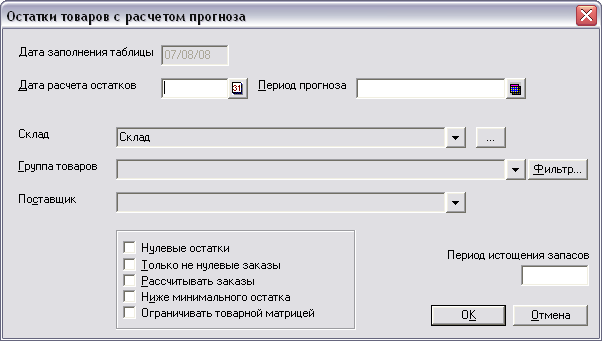 Остатки товаров с расчетом прогноза
Дата заполнения таблицы 07/08/08
Дата расчета остатков 31 Период прогноза
Склад Склад ...
Группа товаров Фильтр...
Поставщик
Нулевые остатки
Только не нулевые заказы
Рассчитывать заказы
Ниже минимального остатка
Ограничивать товарной матрицей
Период истощения запасов
OK Отмена